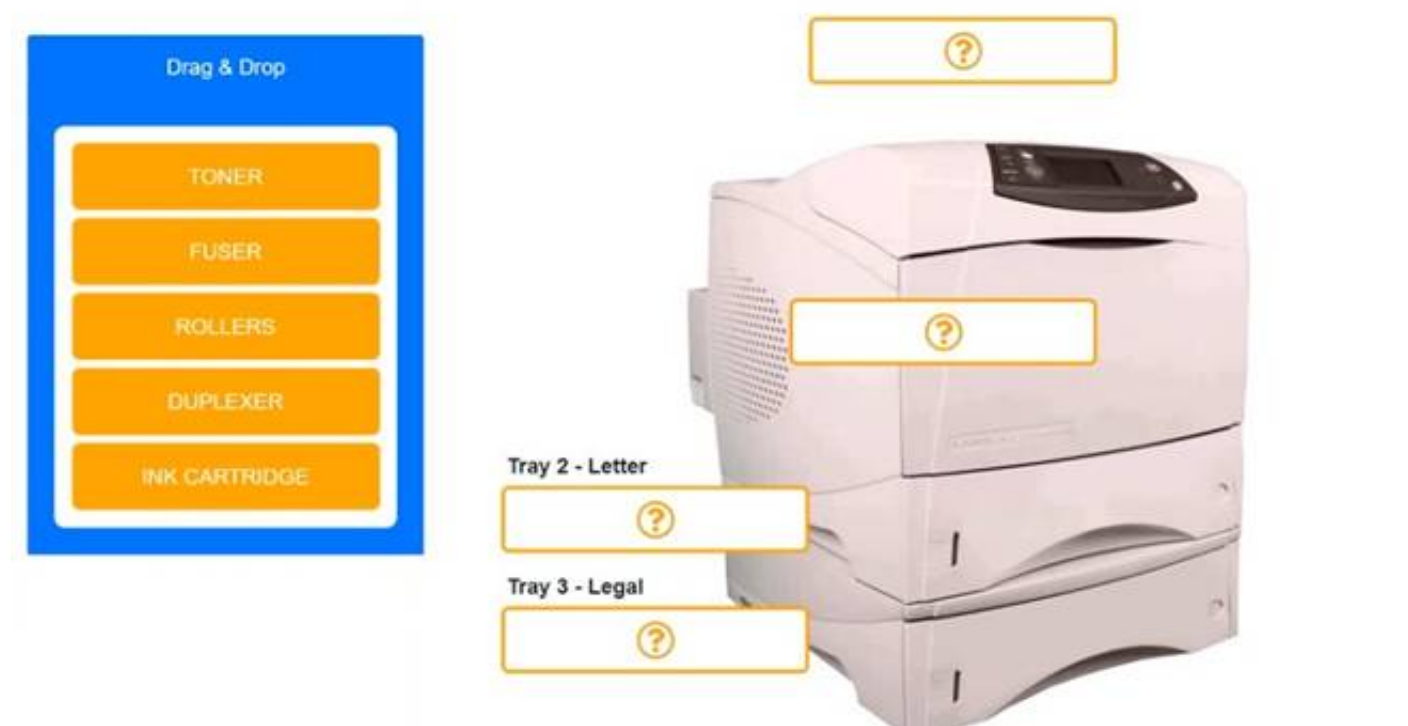 Drag & Drop
TONER
FUSER
ROLLERS
DUPLEXER
INK CARTRIDGE
?
?
Tray 2 - Letter
?
Tray 3 - Legal
?